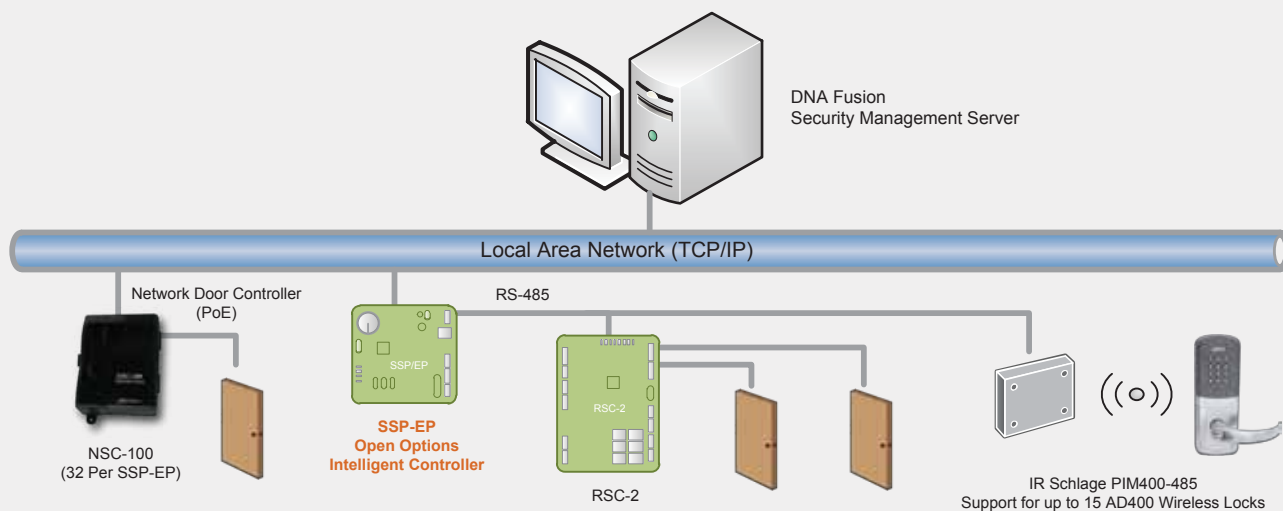 DNA Fusion
Security Management Server
Local Area Network (TCP/IP)
Network Door Controller
(PoE)
RS-485
SSP/EP
RSC-2
NSC-100
(32 Per SSP-EP)
SSP-EP
Open Options
Intelligent Controller
RSC-2
IR Schlage PIM400-485
Support for up to 15 AD400 Wireless Locks